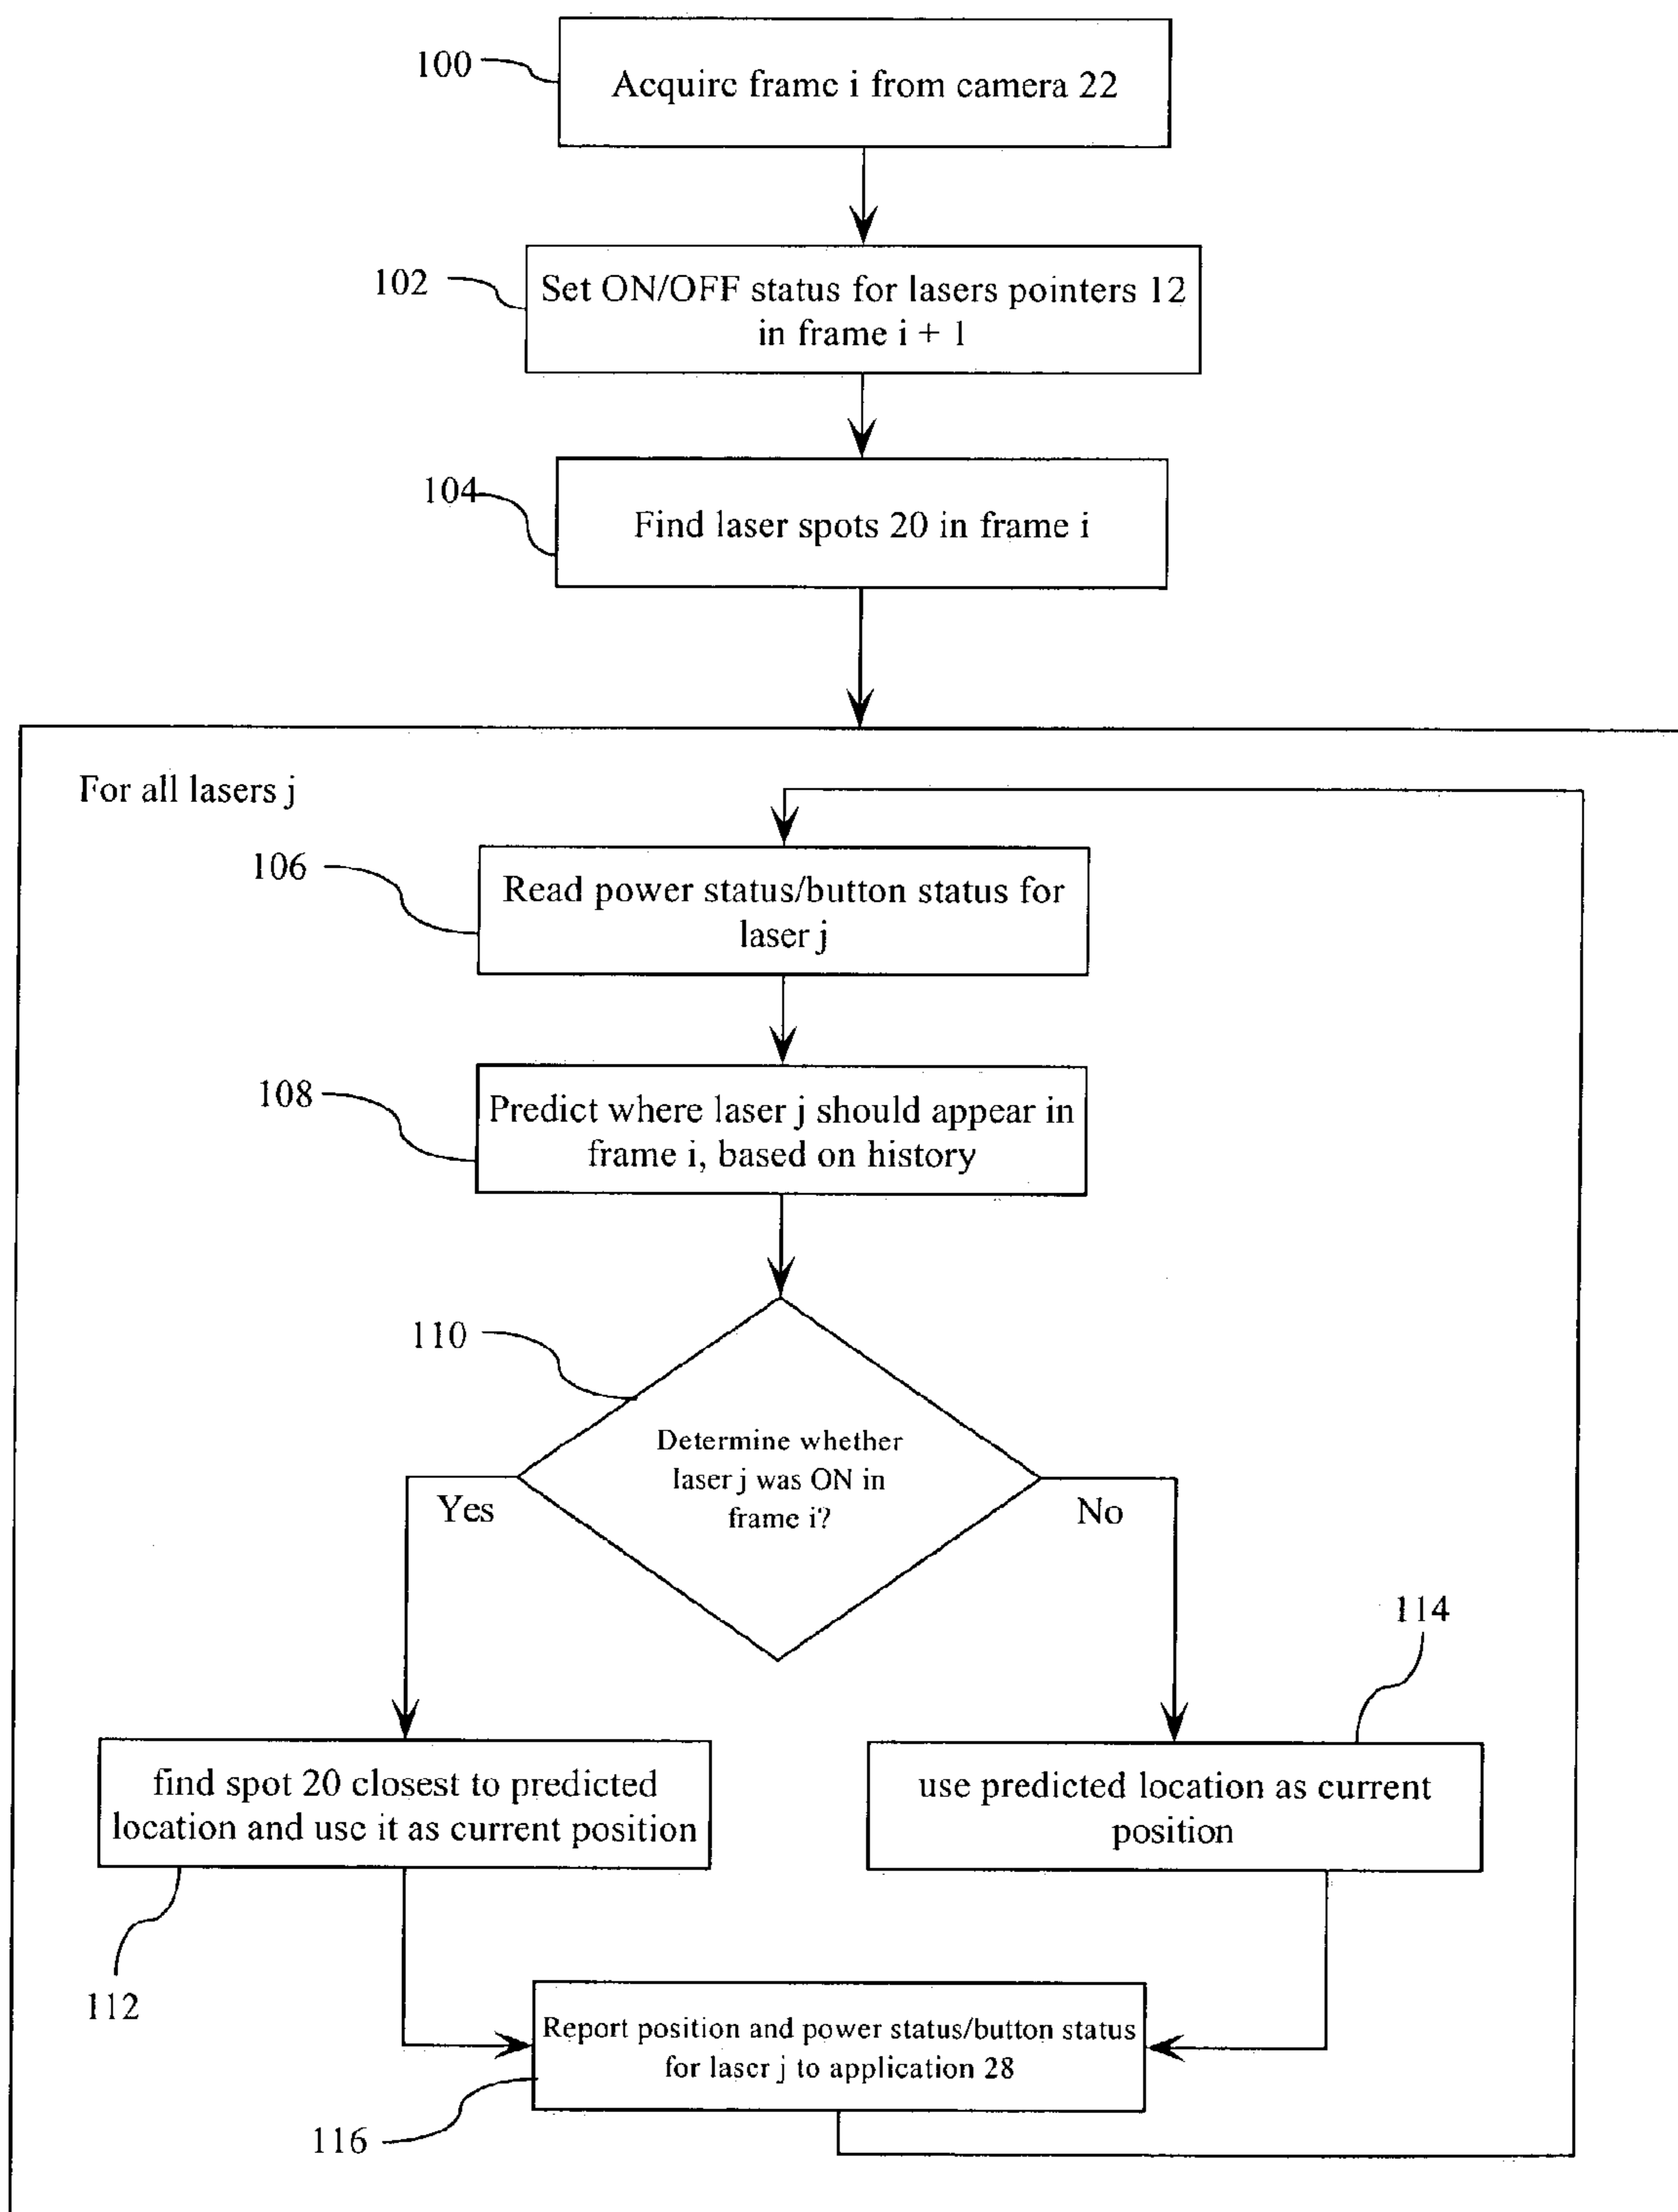 100
Acquire frame i from camera 22
102
Set ON/OFF status for lasers pointers 12
in frame i + 1
104
Find laser spots 20 in frame i
For all lasers j
106
Read power status/button status for
laser j
108
Predict where laser j should appear in
frame i, based on history
110
Determine whether
laser j was ON in
frame i?
Yes
No
114
find spot 20 closest to predicted
location and use it as current position
use predicted location as current
position
112
Report position and power status/button status
for laser j to application 28
116